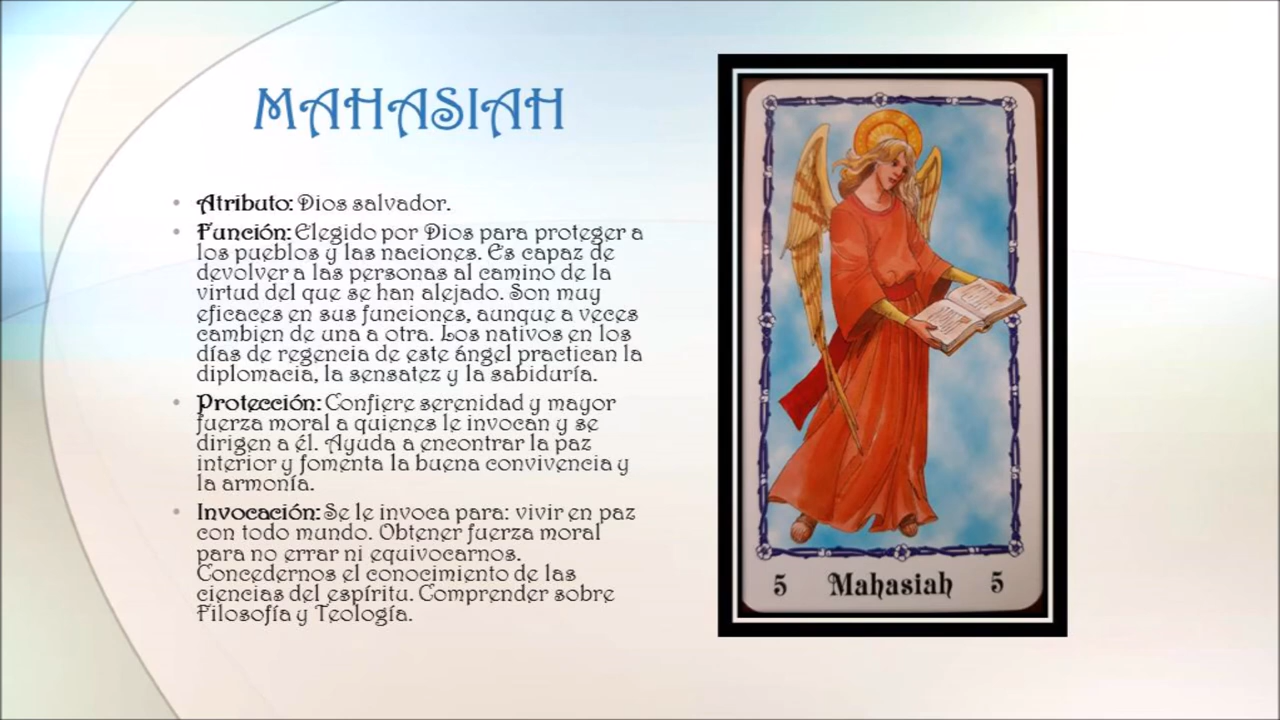 MAHASIAH
• Atributo: Dios salvador.
• Función: Elegido por Dios para proteger a
los pueblos y las naciones. Es capaz de
devolver a las personas al camino de la
virtud del que se han alejado. Son muy
eficaces en sus funciones, aunque a veces
cambien de una a otra. Los nativos en los
días de regencia de este ángel practican la
diplomacia, la sensatez y la sabiduría.
• Protección: Confiere serenidad y mayor
fuerza moral a quienes le invocan y se
dirigen a él. Ayuda a encontrar la paz
interior y fomenta la buena convivencia y
la armonía.
• Invocación: Se le invoca para: vivir en paz
con todo mundo. Obtener fuerza moral
para no errar ni equivocarnos.
Concedernos el conocimiento de las
ciencias del espíritu. Comprender sobre
Filosofía y Teología.
5 Mahasiah 5